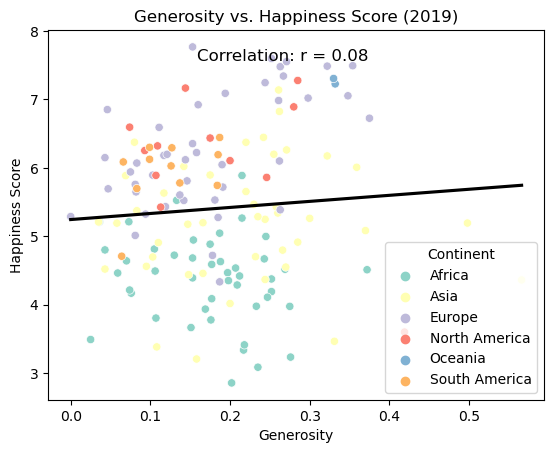 Generosity vs. Happiness Score (2019)
Correlation: r = 0.08
8
7
6
5
4
3
Happiness Score
Continent
Africa
Asia
Europe
North America
Oceania
South America
0.0 0.1 0.2 0.3 0.4 0.5
Generosity